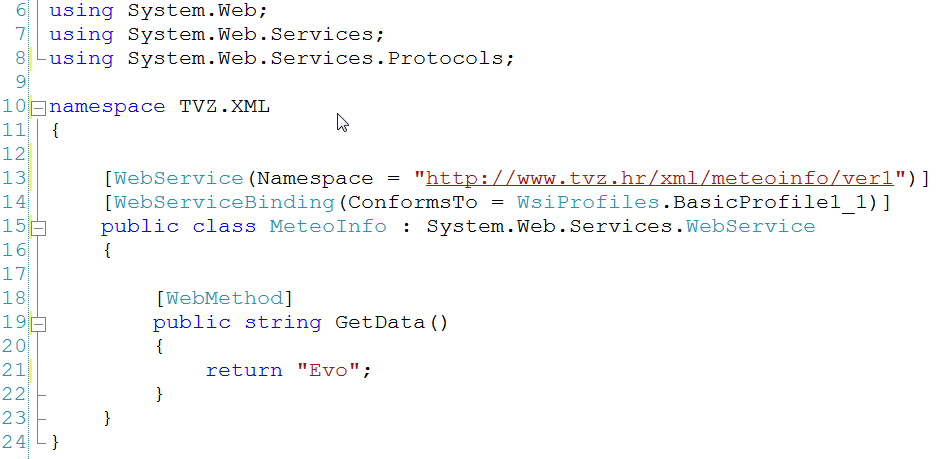 6 using System.Web;
7 using System.Web.Services;
8 using System.Web.Services.Protocols;
9
10 namespace TVZ.XML
11 {
12
13 [WebService(Namespace = "http://www.tvz.hr/xml/meteoinfo/ver1")]
14 [WebServiceBinding(ConformsTo = WsiProfiles.BasicProfile1_1)]
15 public class MeteoInfo : System.Web.Services.WebService
16 {
17
18 [WebMethod]
19 public string GetData()
20 {
21 return "Evo";
22 }
23 }
24 }